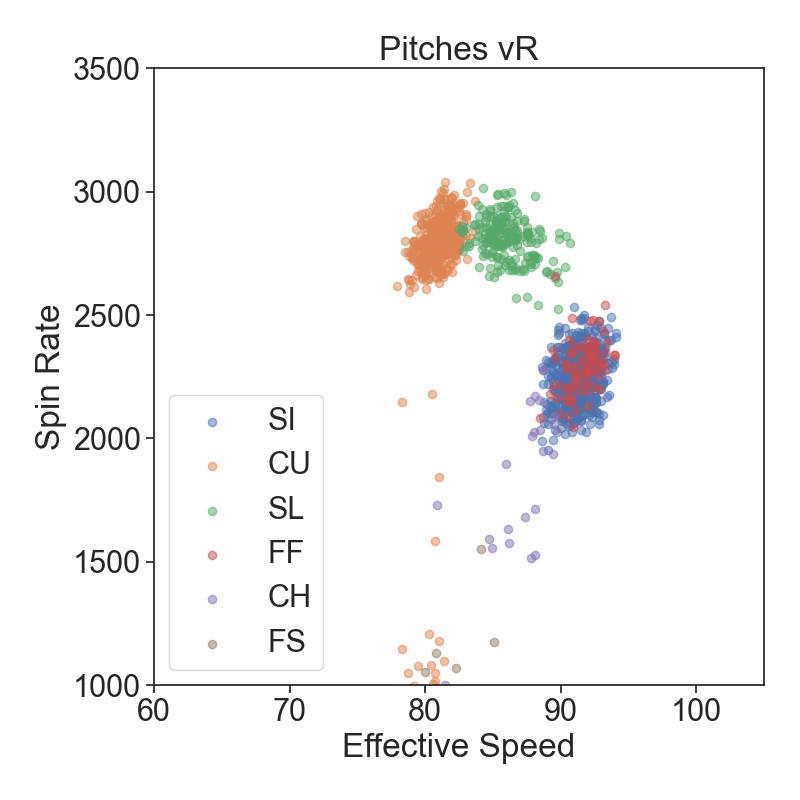 Pitches vR
3500
3000
2500
2000
1500
1000
Spin Rate
SI
CU
SL
FF
CH
FS
60 70 80 90 100
Effective Speed